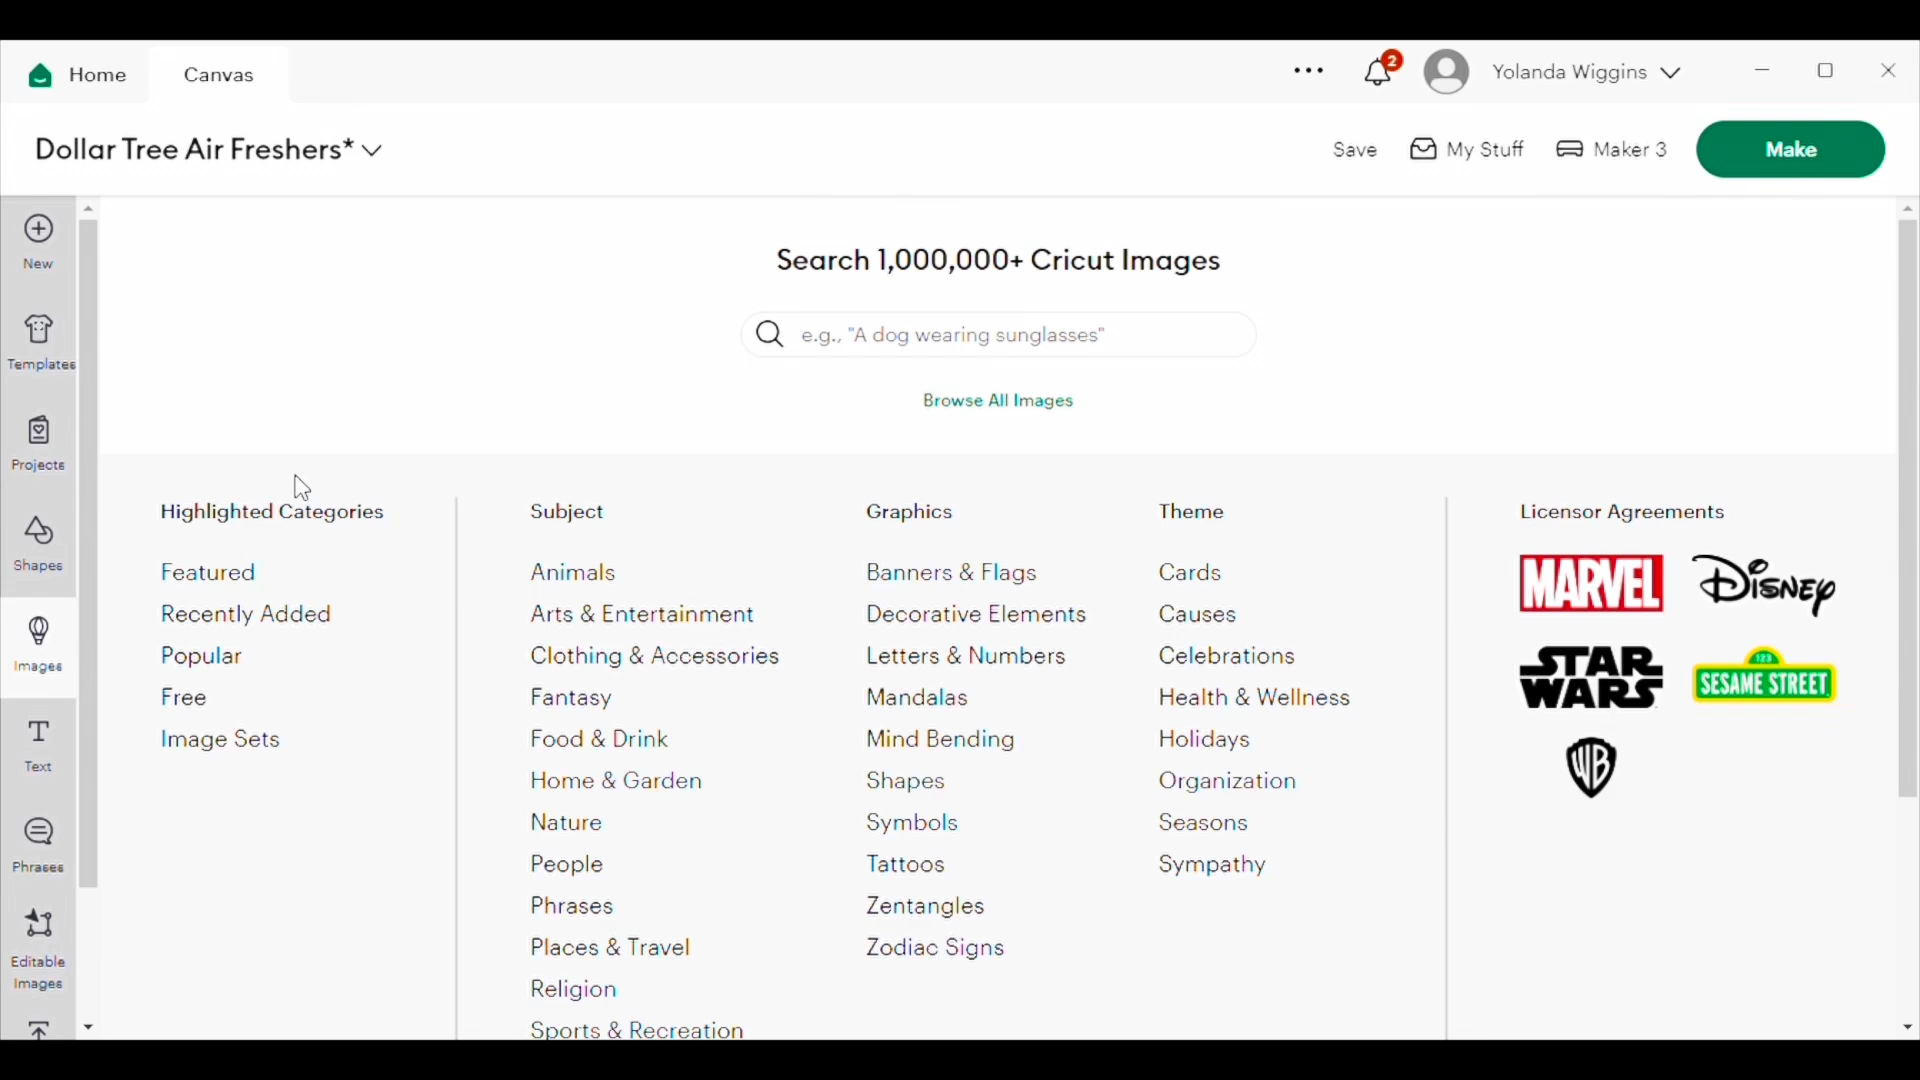 Home
Canvas
2
Yolanda Wiggins
Dollar Tree Air Freshers*
Save
My Stuff
Maker 3
Make
New
Templates
Projects
Shapes
Images
Text
Phrases
Editable
Images
Search 1,000,000+ Cricut Images
e.g., "A dog wearing sunglasses"
Browse All Images
Highlighted Categories
Featured
Recently Added
Popular
Free
Image Sets
Subject
Animals
Arts & Entertainment
Clothing & Accessories
Fantasy
Food & Drink
Home & Garden
Nature
People
Phrases
Places & Travel
Religion
Sports & Recreation
Graphics
Banners & Flags
Decorative Elements
Letters & Numbers
Mandalas
Mind Bending
Shapes
Symbols
Tattoos
Zentangles
Zodiac Signs
Theme
Cards
Causes
Celebrations
Health & Wellness
Holidays
Organization
Seasons
Sympathy
Licensor Agreements
MARVEL
Disney
STAR
WARS
123
SESAME STREET
WB